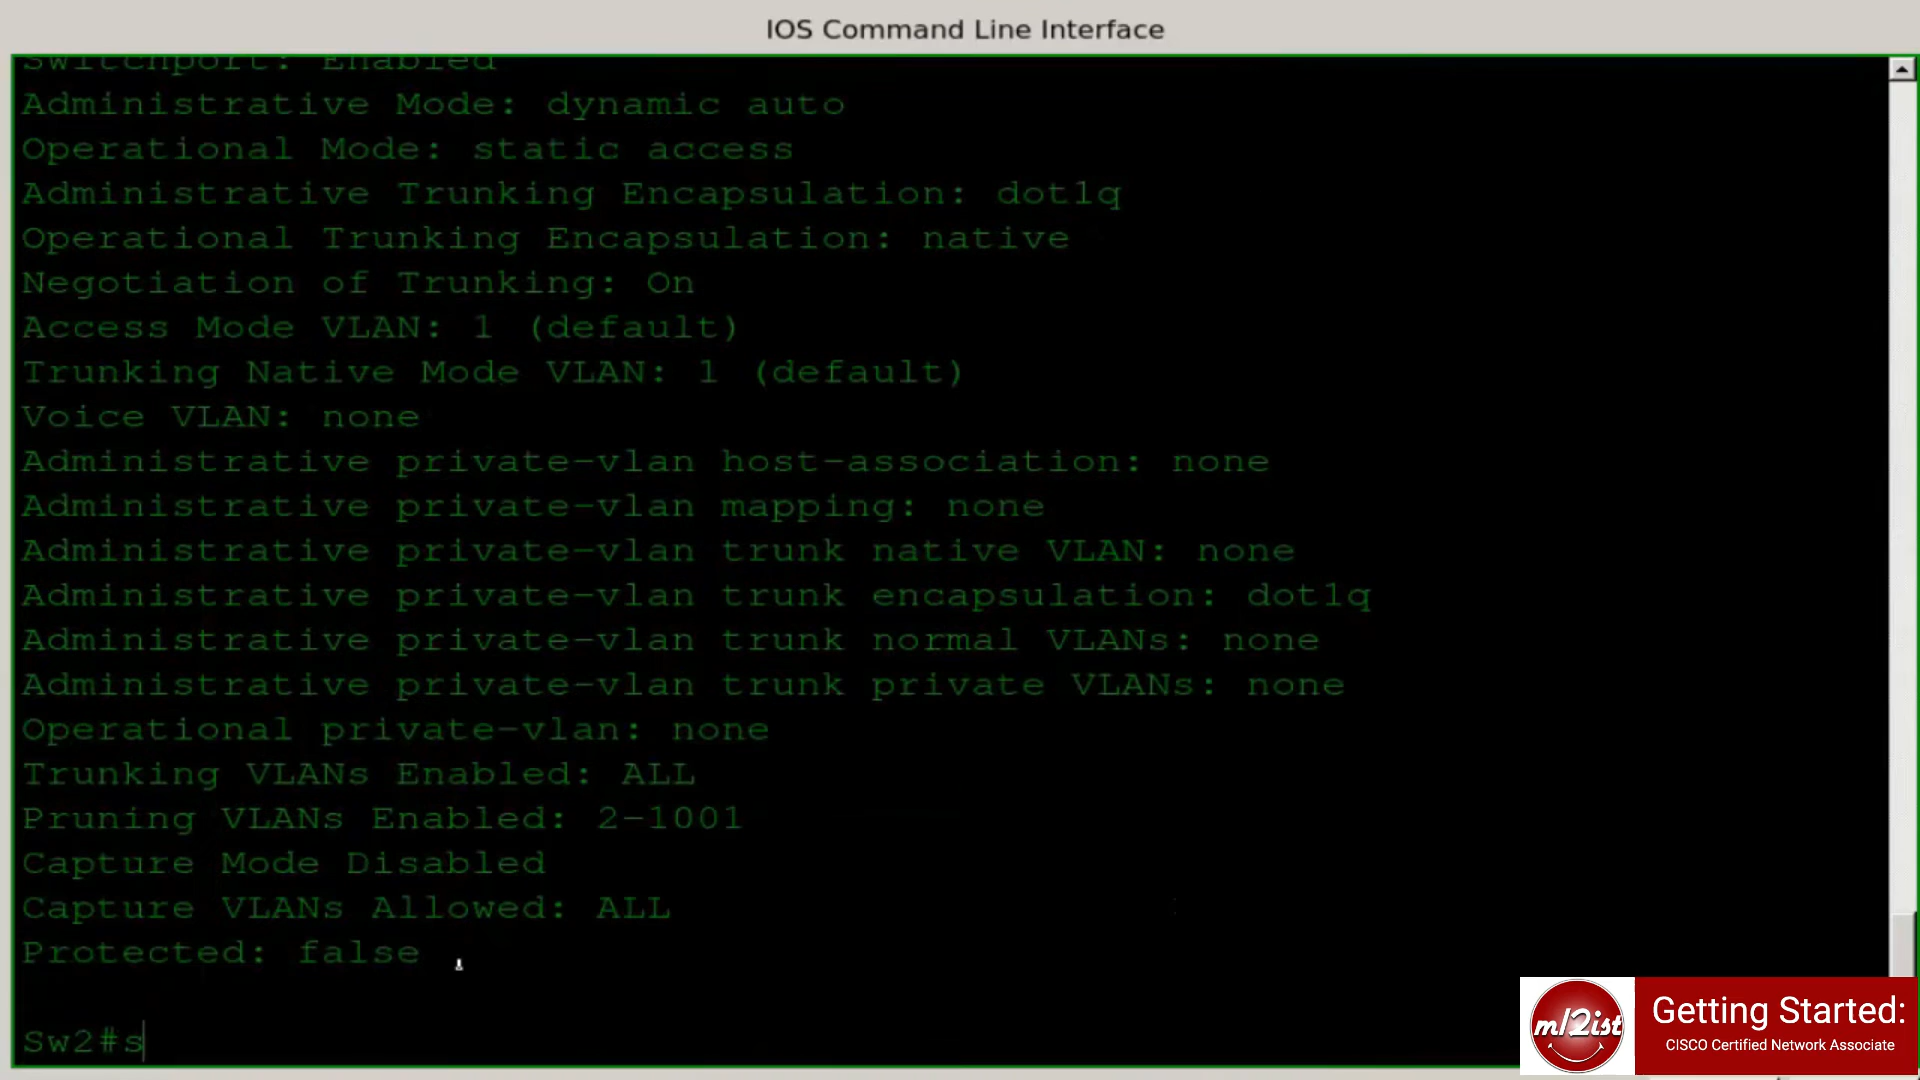 IOS Command Line Interface
Switchport: Enabled
Administrative Mode: dynamic auto
Operational Mode: static access
Administrative Trunking Encapsulation: dot1q
Operational Trunking Encapsulation: native
Negotiation of Trunking: On
Access Mode VLAN: 1 (default)
Trunking Native Mode VLAN: 1 (default)
Voice VLAN: none
Administrative private-vlan host-association: none
Administrative private-vlan mapping: none
Administrative private-vlan trunk native VLAN: none
Administrative private-vlan trunk encapsulation: dot1q
Administrative private-vlan trunk normal VLANs: none
Administrative private-vlan trunk private VLANs: none
Operational private-vlan: none
Trunking VLANs Enabled: ALL
Pruning VLANs Enabled: 2-1001
Capture Mode Disabled
Capture VLANs Allowed: ALL
Protected: false
Sw2#s
m12ist
Getting Started:
CISCO Certified Network Associate